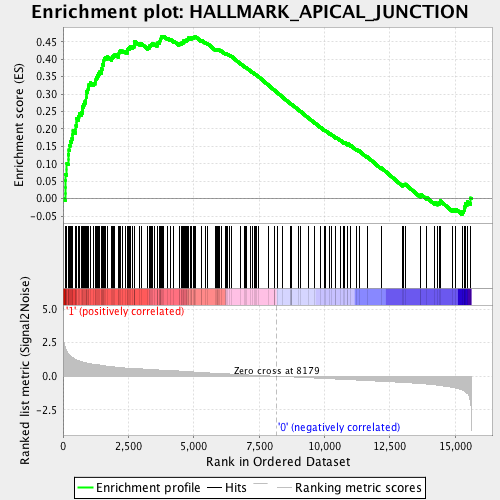 Enrichment plot: HALLMARK_APICAL_JUNCTION
Enrichment score (ES)
0.45
0.40
0.35
0.30
0.25
0.20
0.15
0.10
0.05
0.00
-0.05
'1' (positively correlated)
Ranked list metric (Signal2Noise)
5.0
2.5
0.0
-2.5
Zero cross at 8179
'0' (negatively correlated)
0
2,500
5,000
7,500
10,000
12,500
15,000
Rank in Ordered Dataset
Enrichment profile
Hits
Ranking metric scores